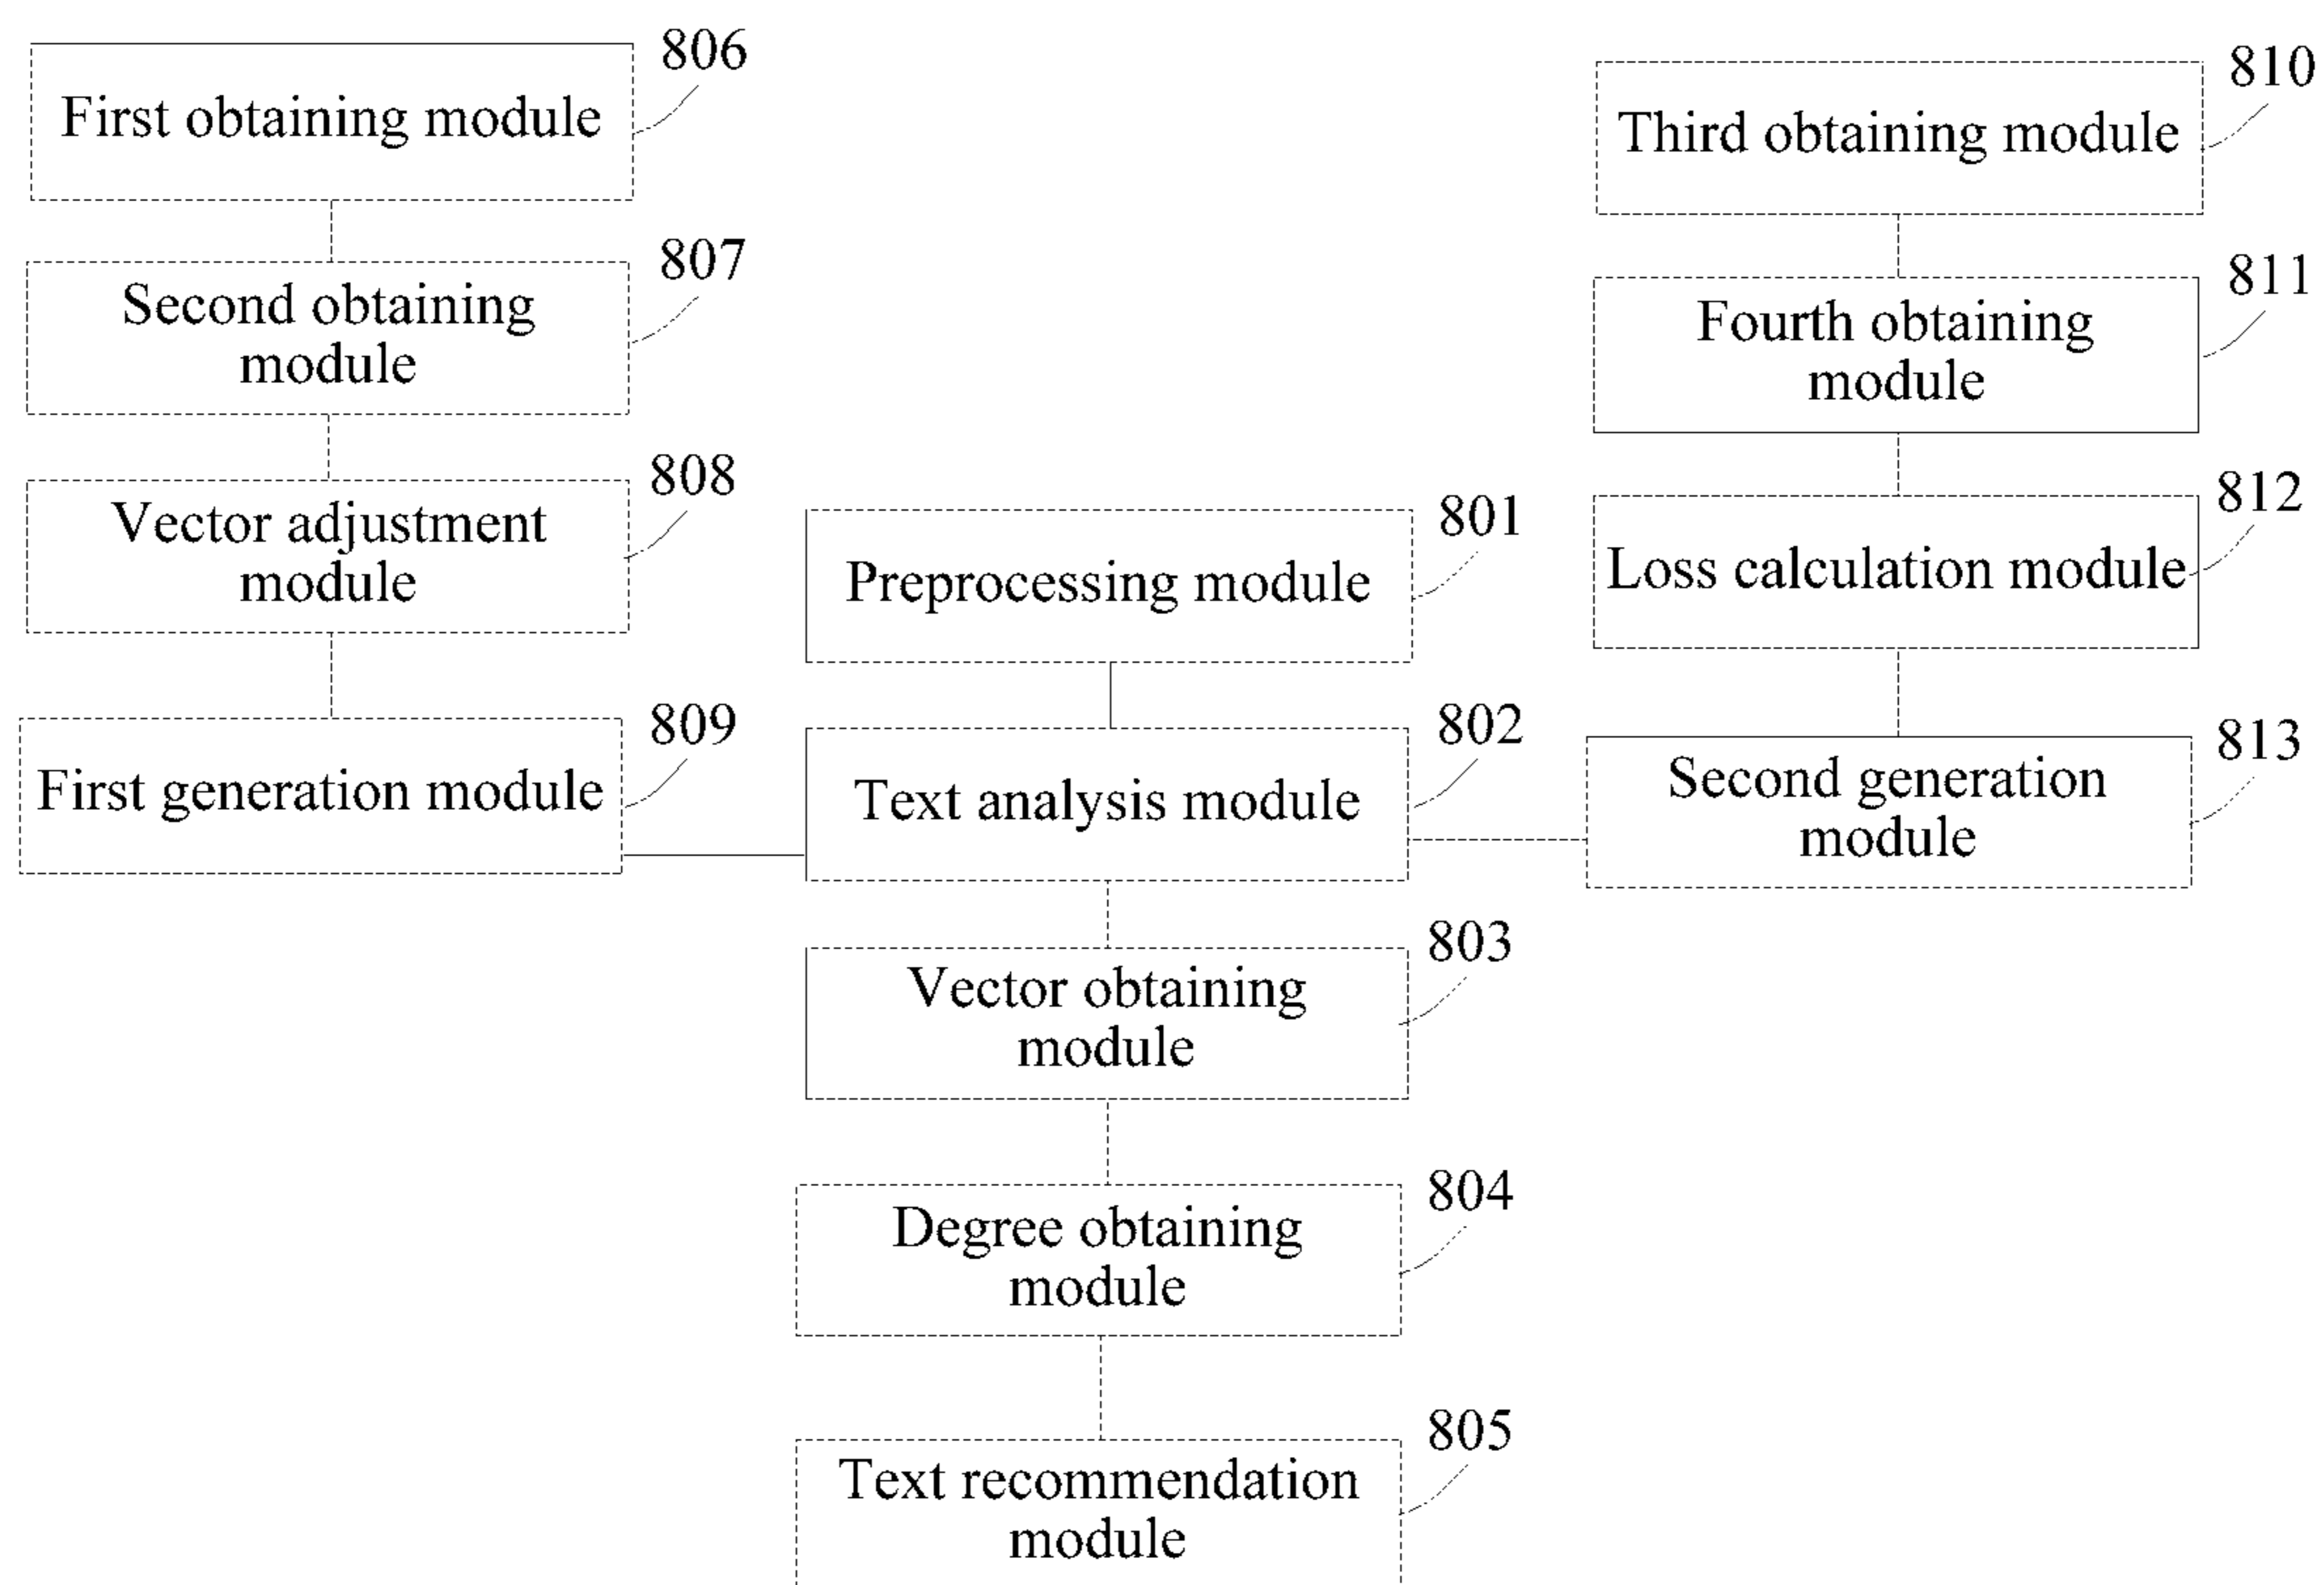 806
First obtaining module
807
Second obtaining
module
808
Vector adjustment
module
809
First generation module
801
Preprocessing module
802
Text analysis module
803
Vector obtaining
module
804
Degree obtaining
module
805
Text recommendation
module
810
Third obtaining module
811
Fourth obtaining
module
812
Loss calculation module
813
Second generation
module